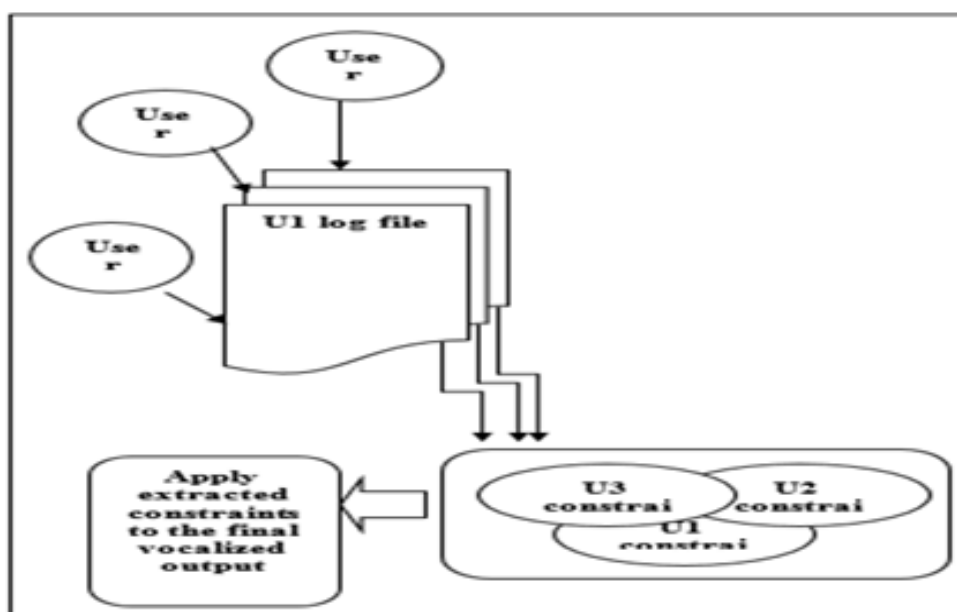 Use
r
Use
r
U1 log file
Use
r
Apply
extracted
constraints
to the final
vocalized
output
U3
constrai
U2
constrai
U1
constrai